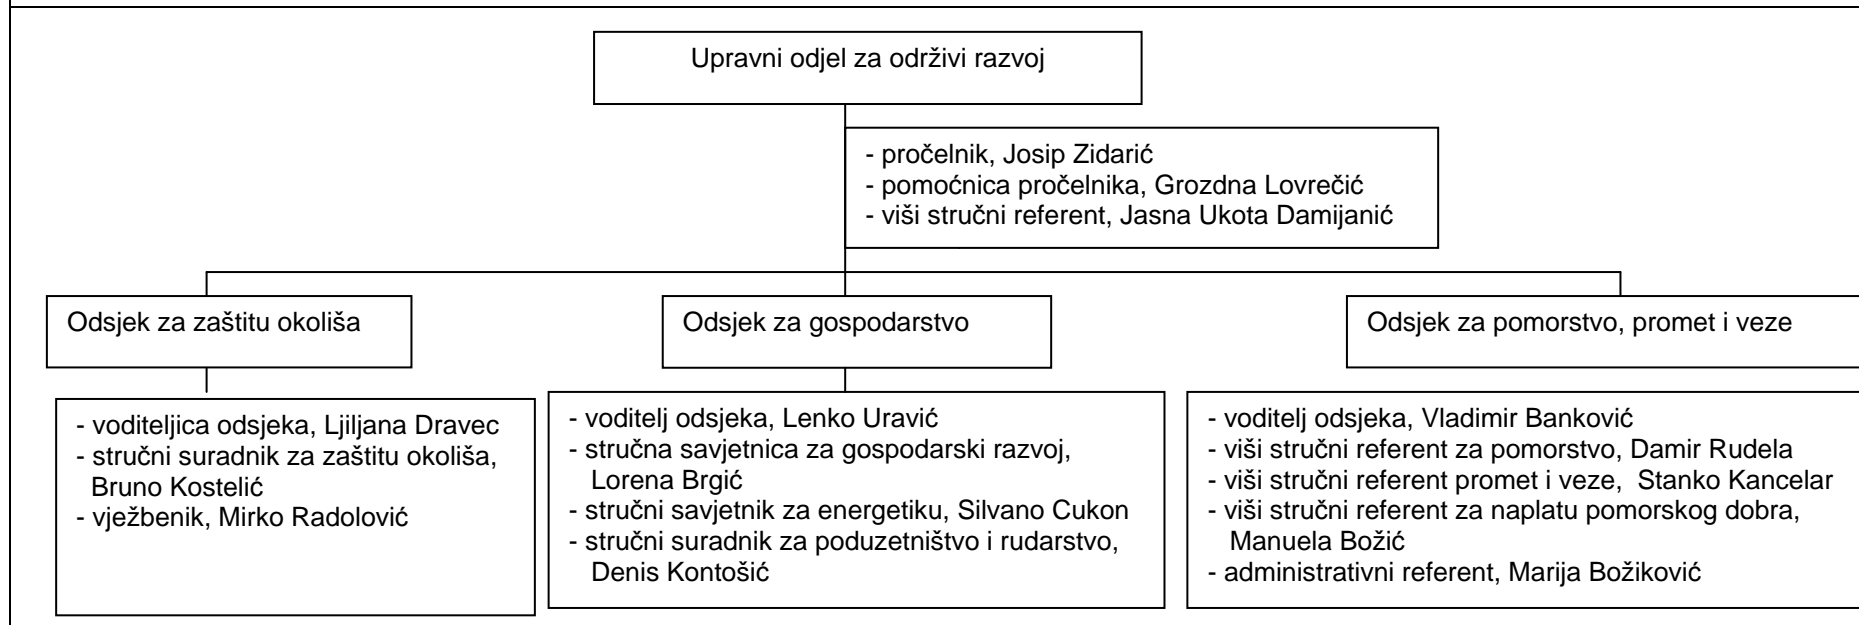 Upravni odjel za održivi razvoj
- pročelnik, Josip Zidarić
- pomoćnica pročelnika, Grozdna Lovrečić
- viši stručni referent, Jasna Ukota Damijanić
Odsjek za zaštitu okoliša
- voditeljica odsjeka, Ljiljana Dravec
- stručni suradnik za zaštitu okoliša,
Bruno Kostelić
- vježbenik, Mirko Radolović
Odsjek za gospodarstvo
- voditelj odsjeka, Lenko Uravić
- stručna savjetnica za gospodarski razvoj,
Lorena Brgić
- stručni savjetnik za energetiku, Silvano Cukon
- stručni suradnik za poduzetništvo i rudarstvo,
Denis Kontošić
Odsjek za pomorstvo, promet i veze
- voditelj odsjeka, Vladimir Banković
- viši stručni referent za pomorstvo, Damir Rudela
- viši stručni referent promet i veze, Stanko Kancelar
- viši stručni referent za naplatu pomorskog dobra,
Manuela Božić
- administrativni referent, Marija Božiković